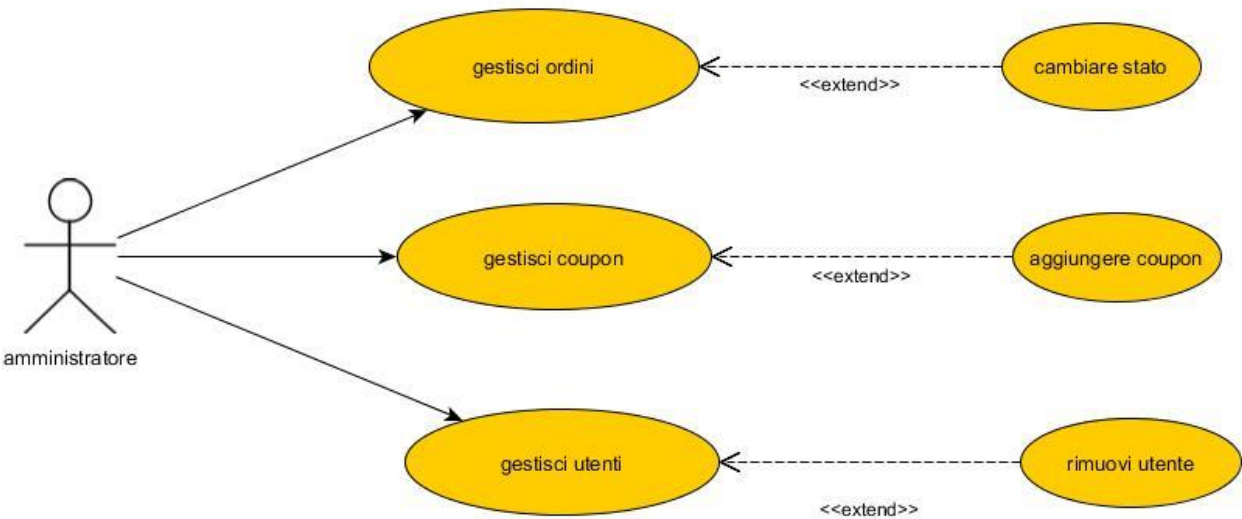 gestisci ordini
cambiare stato
<<extend>>
gestisci coupon
aggiungere coupon
<<extend>>
amministratore
gestisci utenti
rimuovi utente
<<extend>>